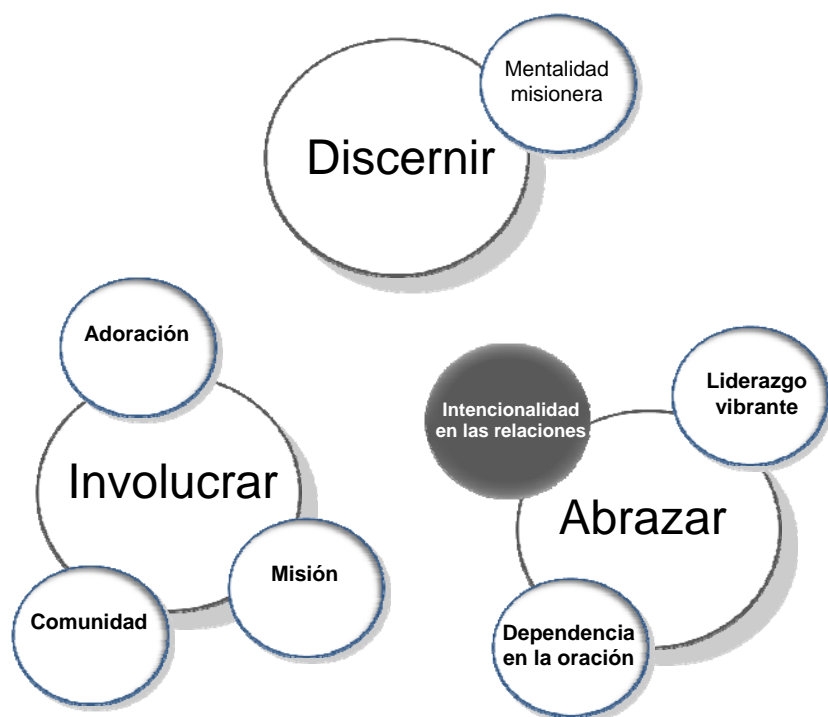 Mentalidad
misionera
Discernir
Adoración
Involucrar
Misión
Comunidad
Intencionalidad
en las relaciones
Liderazgo
vibrante
Abrazar
Dependencia
en la oración